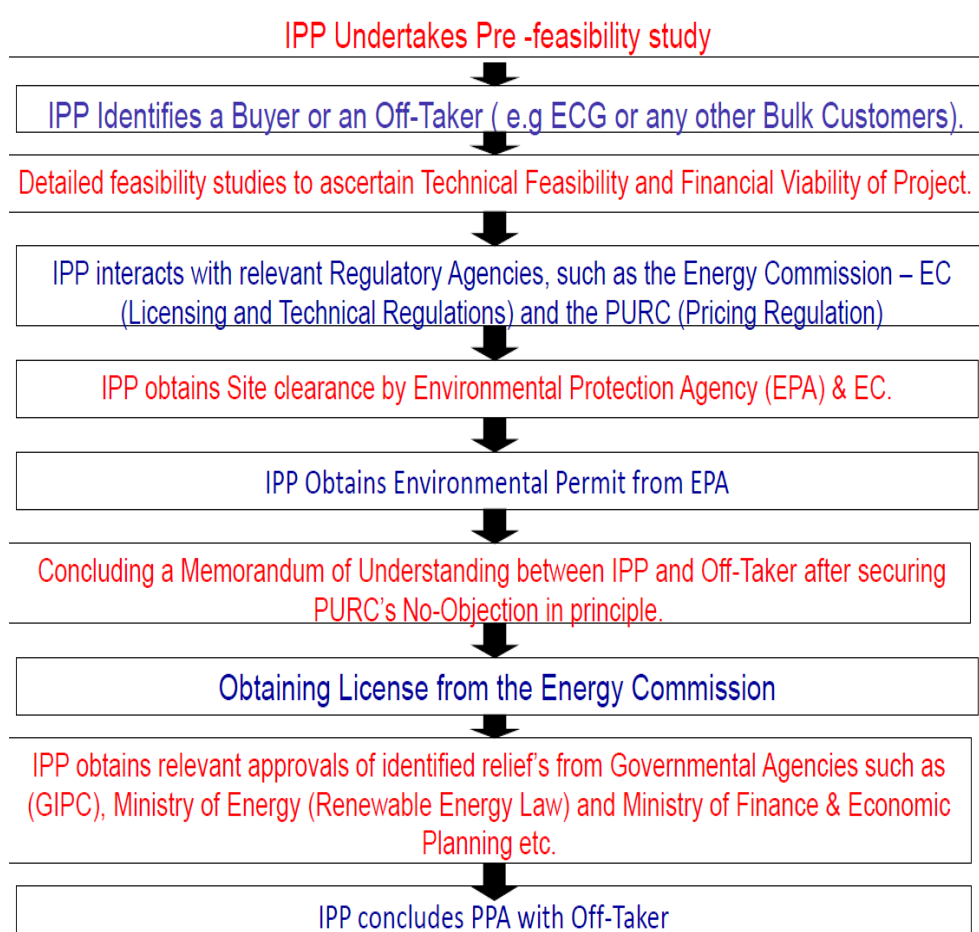 IPP Undertakes Pre -feasibility study
IPP Identifies a Buyer or an Off-Taker ( e.g ECG or any other Bulk Customers).
Detailed feasibility studies to ascertain Technical Feasibility and Financial Viability of Project.
IPP interacts with relevant Regulatory Agencies, such as the Energy Commission – EC
(Licensing and Technical Regulations) and the PURC (Pricing Regulation)
IPP obtains Site clearance by Environmental Protection Agency (EPA) & EC.
IPP Obtains Environmental Permit from EPA
Concluding a Memorandum of Understanding between IPP and Off-Taker after securing
PURC’s No-Objection in principle.
Obtaining License from the Energy Commission
IPP obtains relevant approvals of identified relief’s from Governmental Agencies such as
(GIPC), Ministry of Energy (Renewable Energy Law) and Ministry of Finance & Economic
Planning etc.
IPP concludes PPA with Off-Taker